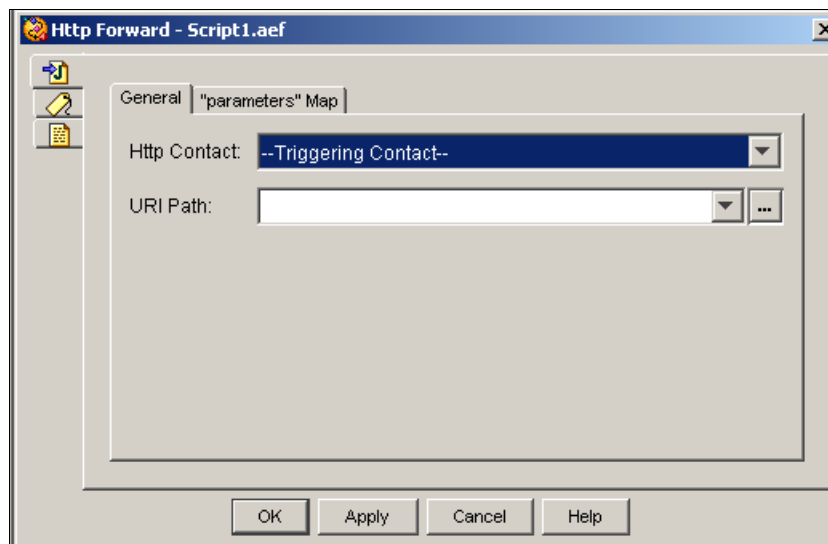 Http Forward - Script1.aef
General "parameters" Map
Http Contact: --Triggering Contact--
URI Path: ...
OK Apply Cancel Help